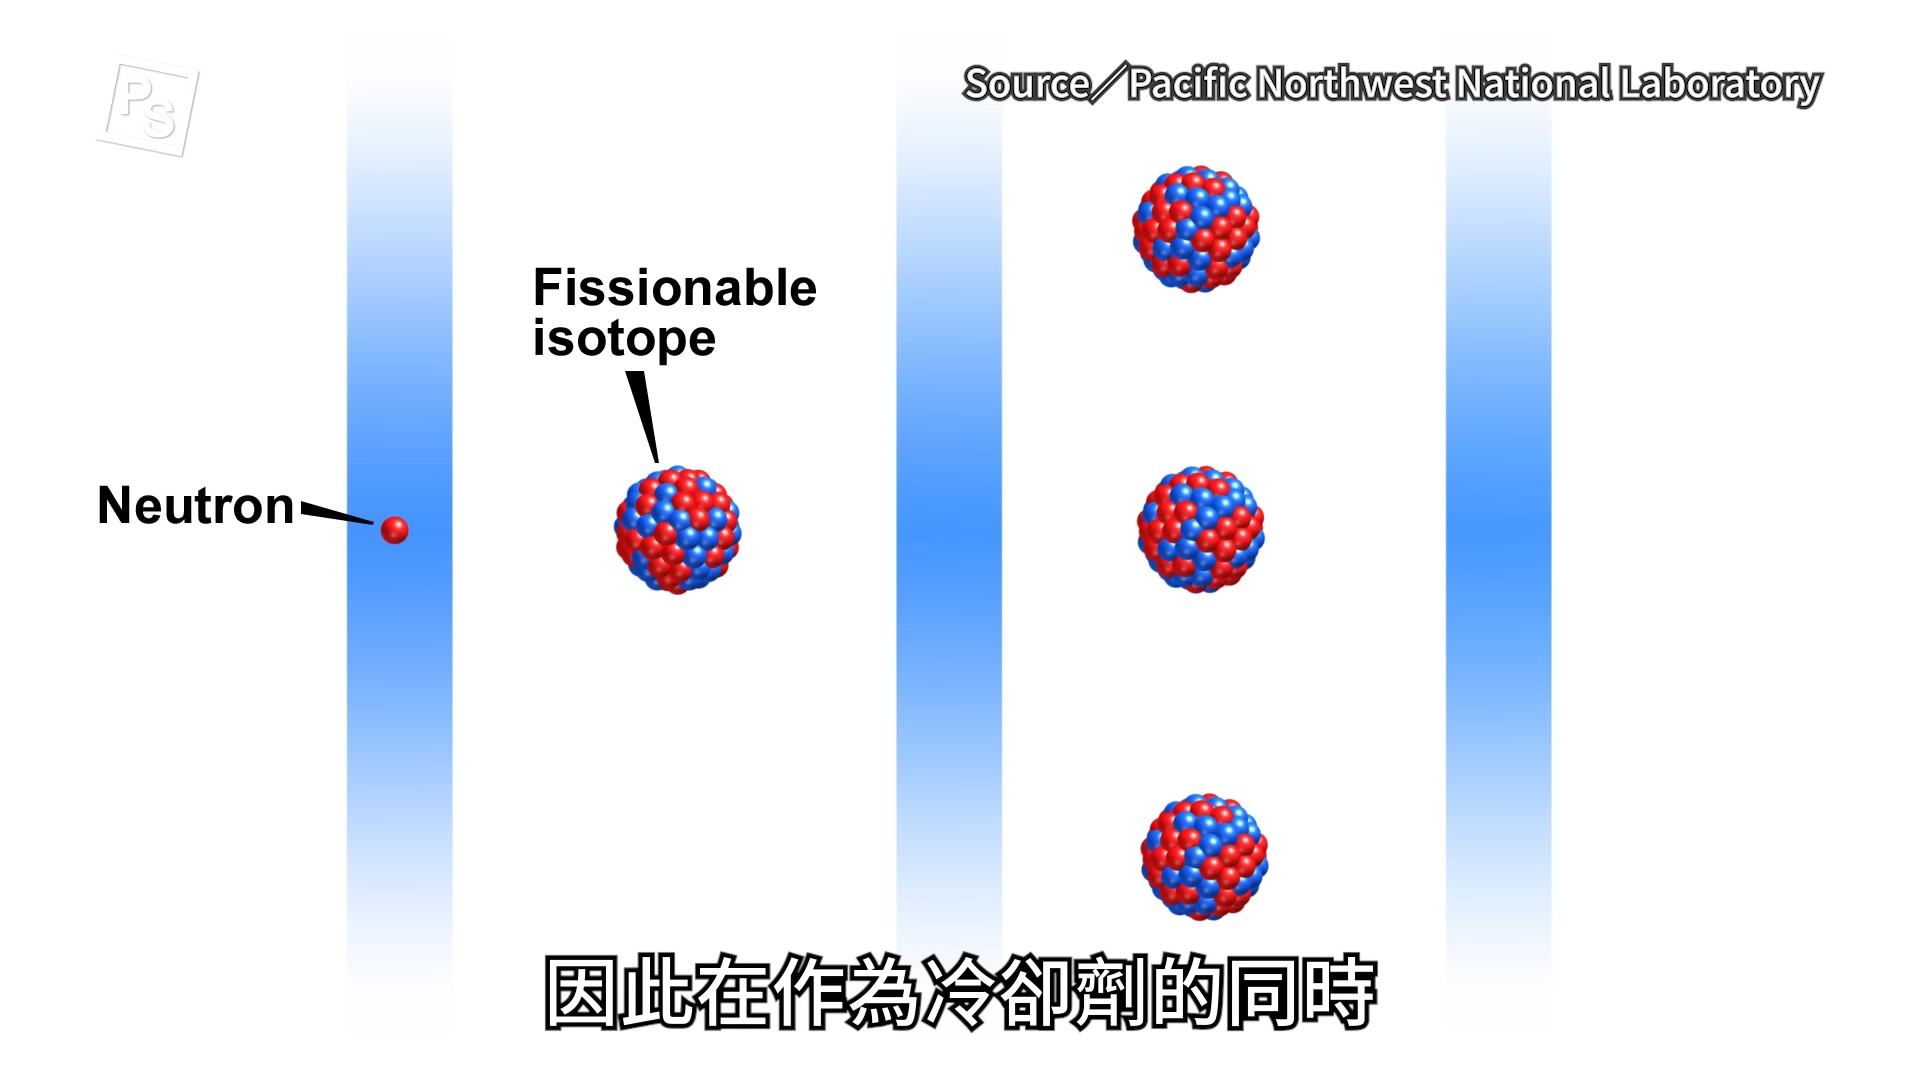 PS
Source／Pacific Northwest National Laboratory
Fissionable
isotope
Neutron
因此在作為冷卻劑的同時